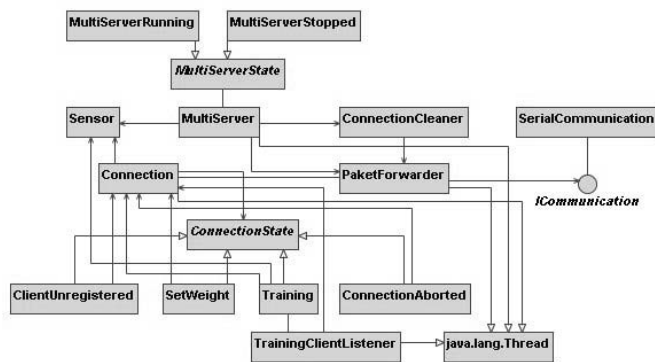 MultiServerRunning
MultiServerStopped
MultiServerState
Sensor
MultiServer
ConnectionCleaner
SerialCommunication
Connection
PaketForwarder
ICommunication
ConnectionState
ClientUnregistered
SetWeight
Training
ConnectionAborted
TrainingClientListener
java.lang.Thread